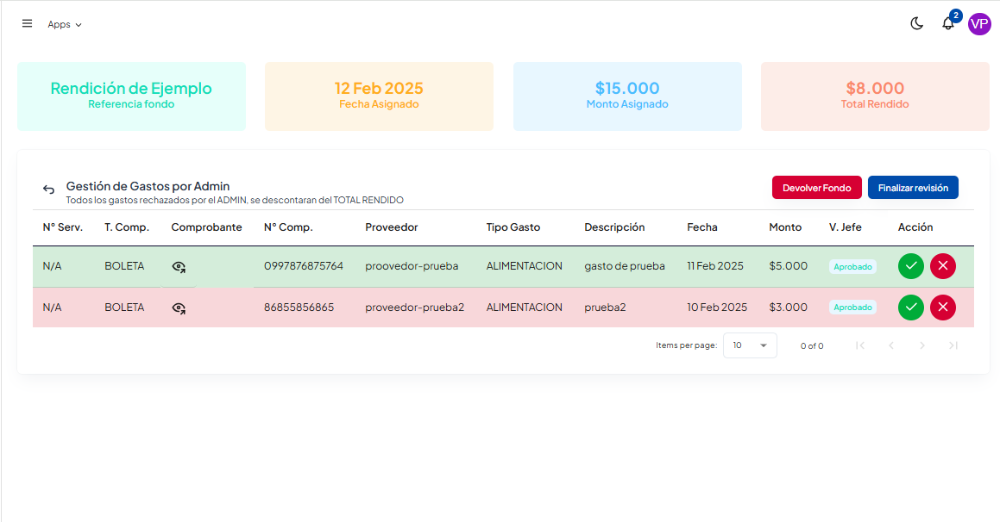 Apps
2
VP
Rendición de Ejemplo
Referencia fondo
12 Feb 2025
Fecha Asignado
$15.000
Monto Asignado
$8.000
Total Rendido
Gestión de Gastos por Admin
Todos los gastos rechazados por el ADMIN, se descontaran del TOTAL RENDIDO
Devolver Fondo
Finalizar revisión
N° Serv. T. Comp. Comprobante N° Comp. Proveedor Tipo Gasto Descripción Fecha Monto V. Jefe Acción
N/A BOLETA 0997876875764 proovedor-prueba ALIMENTACION gasto de prueba 11 Feb 2025 $5.000 Aprobado
N/A BOLETA 86855856865 proveedor-prueba2 ALIMENTACION prueba2 10 Feb 2025 $3.000 Aprobado
Items per page: 10 0 of 0